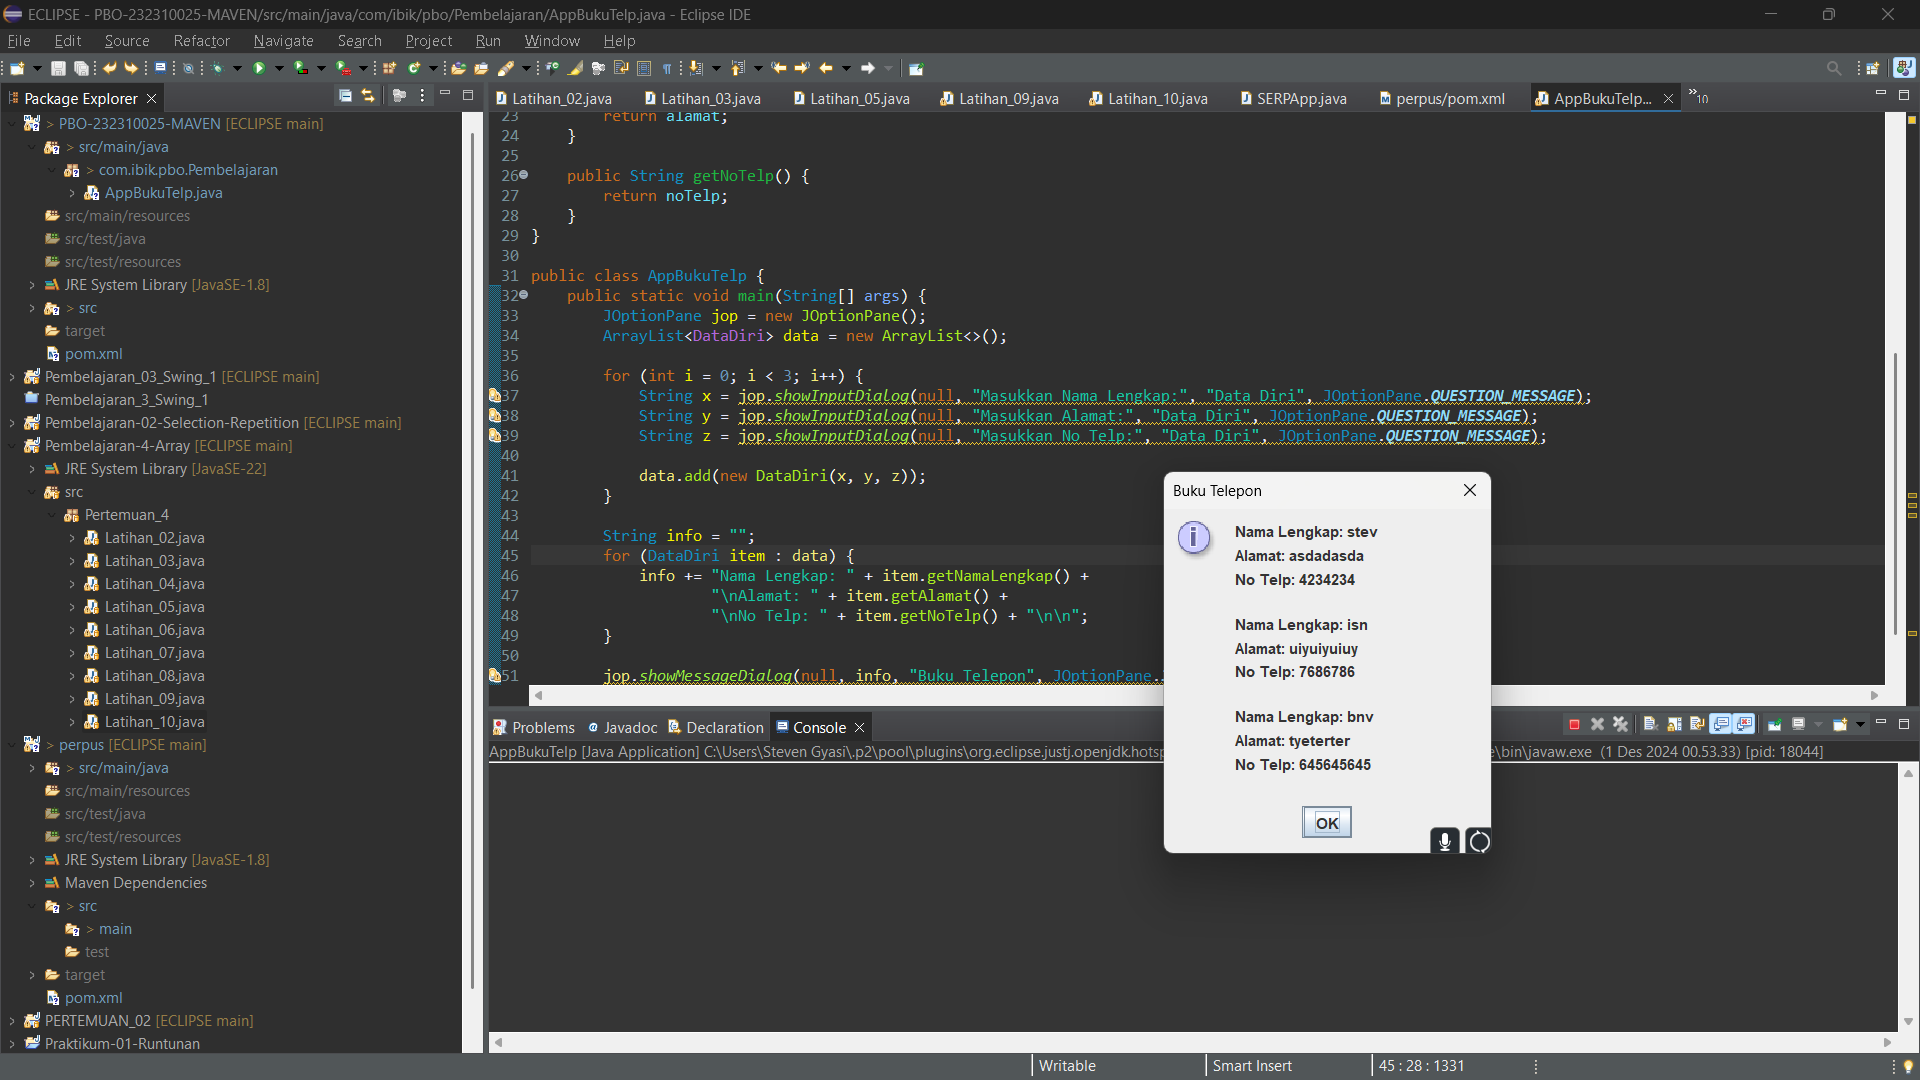 ECLIPSE - PBO-232310025-MAVEN/src/main/java/com/ibik/pbo/Pembelajaran/AppBukuTelp.java - Eclipse IDE
File Edit Source Refactor Navigate Search Project Run Window Help
Package Explorer
Latihan_02.java Latihan_03.java Latihan_05.java Latihan_09.java Latihan_10.java SERPApp.java perpus/pom.xml AppBukuTelp... »10
> PBO-232310025-MAVEN [ECLIPSE main]
> src/main/java
> com.ibik.pbo.Pembelajaran
AppBukuTelp.java
src/main/resources
src/test/java
src/test/resources
JRE System Library [JavaSE-1.8]
> src
target
pom.xml
Pembelajaran_03_Swing_1 [ECLIPSE main]
Pembelajaran_3_Swing_1
Pembelajaran-02-Selection-Repetition [ECLIPSE main]
Pembelajaran-4-Array [ECLIPSE main]
JRE System Library [JavaSE-22]
src
Pertemuan_4
Latihan_02.java
Latihan_03.java
Latihan_04.java
Latihan_05.java
Latihan_06.java
Latihan_07.java
Latihan_08.java
Latihan_09.java
Latihan_10.java
> perpus [ECLIPSE main]
> src/main/java
src/main/resources
src/test/java
src/test/resources
JRE System Library [JavaSE-1.8]
Maven Dependencies
> src
> main
test
target
pom.xml
PERTEMUAN_02 [ECLIPSE main]
Praktikum-01-Runtunan
23 return alamat;
24 }
25
26 public String getNoTelp() {
27 return noTelp;
28 }
29 }
30
31 public class AppBukuTelp {
32 public static void main(String[] args) {
33 JOptionPane jop = new JOptionPane();
34 ArrayList<DataDiri> data = new ArrayList<>();
35
36 for (int i = 0; i < 3; i++) {
37 String x = jop.showInputDialog(null, "Masukkan Nama Lengkap:", "Data Diri", JOptionPane.QUESTION_MESSAGE);
38 String y = jop.showInputDialog(null, "Masukkan Alamat:", "Data Diri", JOptionPane.QUESTION_MESSAGE);
39 String z = jop.showInputDialog(null, "Masukkan No Telp:", "Data Diri", JOptionPane.QUESTION_MESSAGE);
40
41 data.add(new DataDiri(x, y, z));
42 }
43
44 String info = "";
45 for (DataDiri item : data) {
46 info += "Nama Lengkap: " + item.getNamaLengkap() +
47 "\nAlamat: " + item.getAlamat() +
48 "\nNo Telp: " + item.getNoTelp() + "\n\n";
49 }
50
51 jop.showMessageDialog(null, info, "Buku Telepon", JOptionPane.
Buku Telepon
Nama Lengkap: stev
Alamat: asdadasda
No Telp: 4234234
Nama Lengkap: isn
Alamat: uiyuiyuiuy
No Telp: 7686786
Nama Lengkap: bnv
Alamat: tyeterter
No Telp: 645645645
OK
Problems Javadoc Declaration Console
AppBukuTelp [Java Application] C:\Users\Steven Gyasi\.p2\pool\plugins\org.eclipse.justj.openjdk.hotsp e\bin\javaw.exe (1 Des 2024 00.53.33) [pid: 18044]
Writable Smart Insert 45 : 28 : 1331